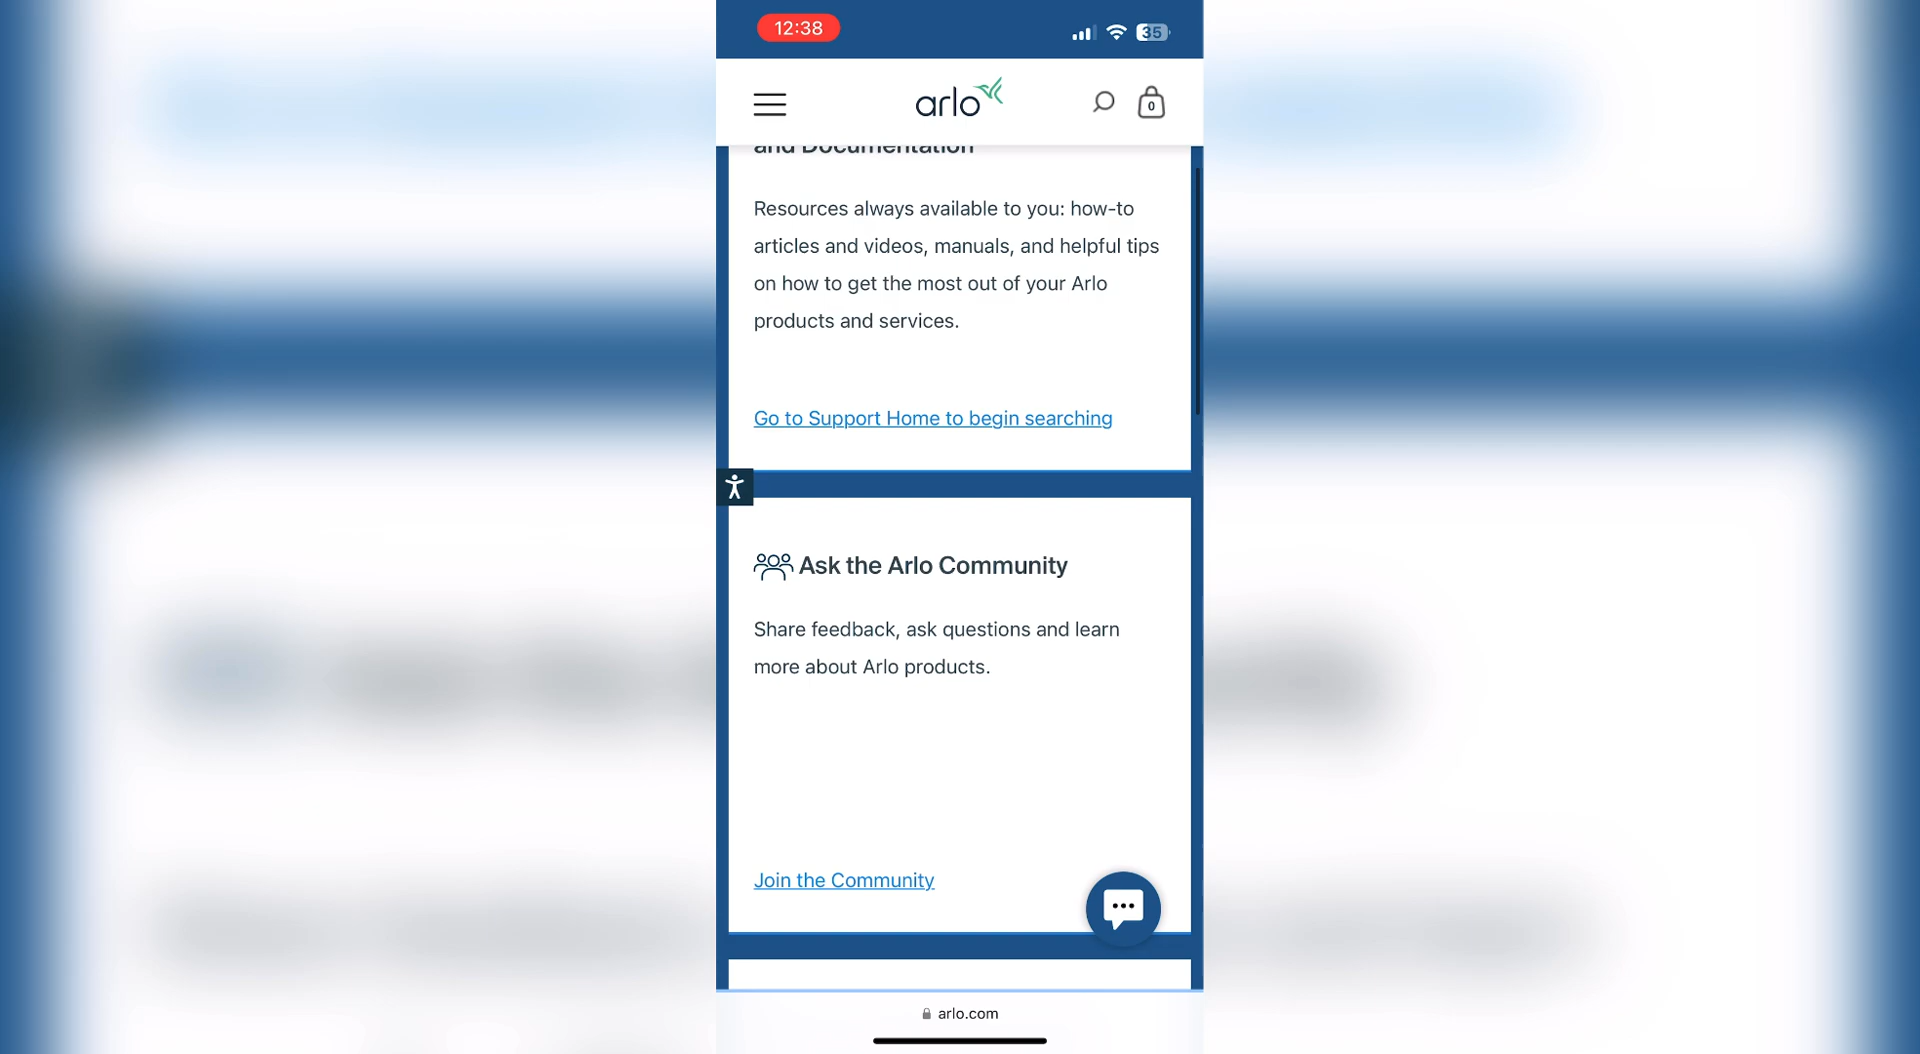 12:38
35
arlo
0
and Documentation
Resources always available to you: how-to
articles and videos, manuals, and helpful tips
on how to get the most out of your Arlo
products and services.
Go to Support Home to begin searching
Ask the Arlo Community
Share feedback, ask questions and learn
more about Arlo products.
Join the Community
arlo.com